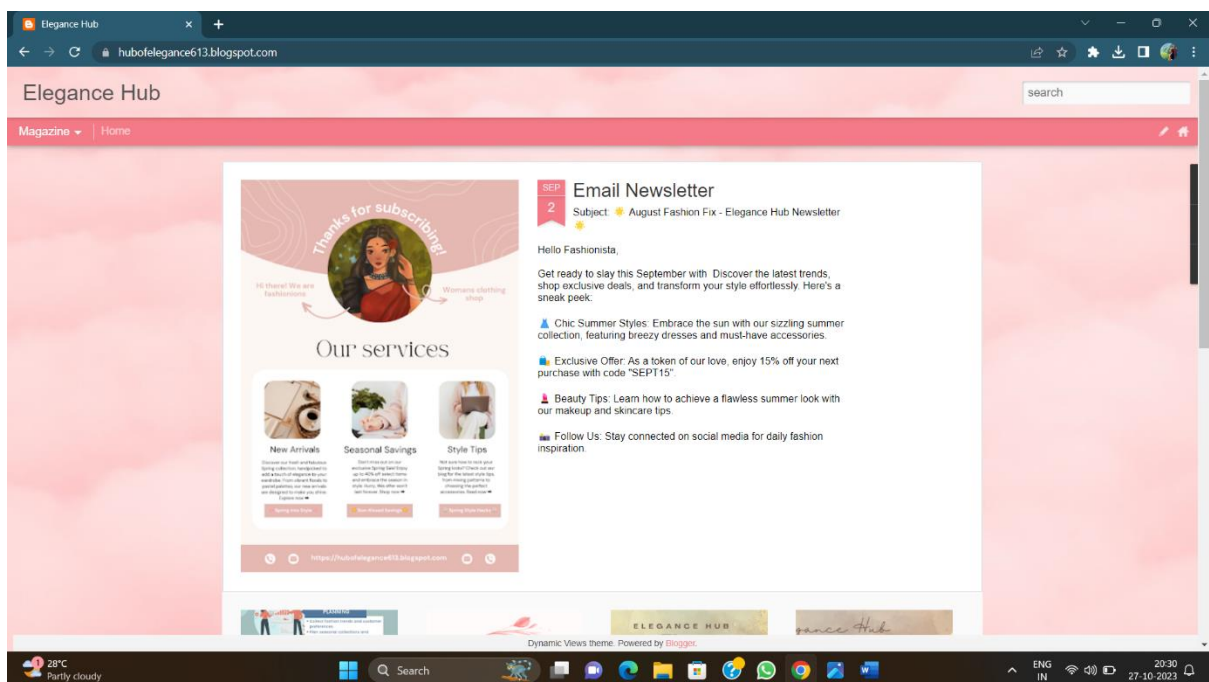 Elegance Hub
hubofelegance613.blogspot.com
Elegance Hub
search
Magazine
Home
Thanks for subscribing!
Hi there! We are
fashionsons
Womans clotting
shop
Our services
New Arrivals
Seasonal Savings
Style Tips
https://hubofelegance613.blogspot.com
SEP
2
Email Newsletter
Subject: ☀️ August Fashion Fix - Elegance Hub Newsletter
☀️
Hello Fashionista,
Get ready to slay this September with Discover the latest trends,
shop exclusive deals, and transform your style effortlessly. Here's a
sneak peek:
👗 Chic Summer Styles: Embrace the sun with our sizzling summer
collection, featuring breezy dresses and must-have accessories.
🛍️ Exclusive Offer: As a token of our love, enjoy 15% off your next
purchase with code "SEPT15".
💄 Beauty Tips: Learn how to achieve a flawless summer look with
our makeup and skincare tips.
📸 Follow Us: Stay connected on social media for daily fashion
inspiration.
PLANNING
ELEGANCE HUB
gance Hub
Dynamic Views theme. Powered by Blogger.
1
28°C
Partly cloudy
Search
ENG
IN
20:30
27-10-2023